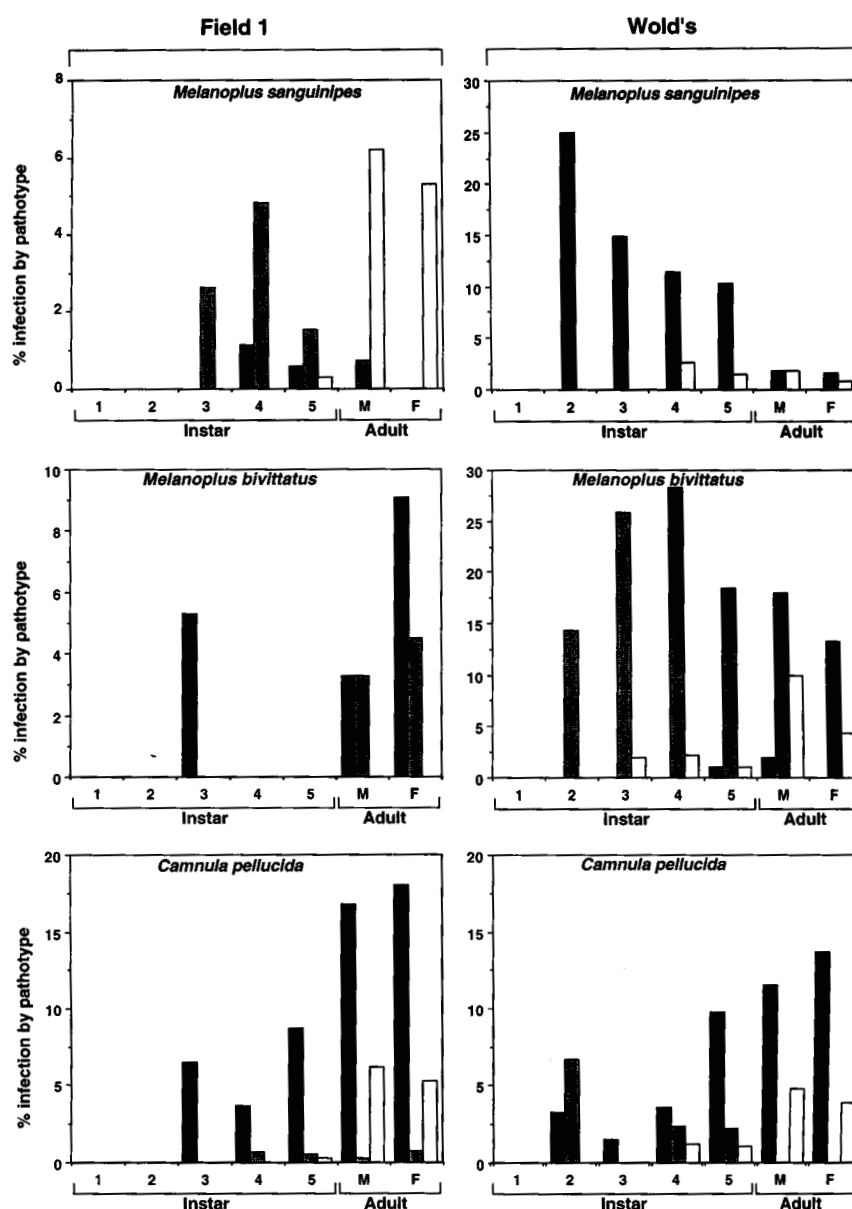 Field 1
Wold's
Melanoplus sanguinipes
% infection by pathotype
8
6
4
2
0
1 2 3 4 5 M F
Instar Adult
Melanoplus sanguinipes
30
25
20
15
10
5
0
1 2 3 4 5 M F
Instar Adult
Melanoplus bivittatus
% infection by pathotype
10
8
6
4
2
0
1 2 3 4 5 M F
Instar Adult
Melanoplus bivittatus
30
25
20
15
10
5
0
1 2 3 4 5 M F
Instar Adult
Camnula pellucida
% infection by pathotype
20
15
10
5
0
1 2 3 4 5 M F
Instar Adult
Camnula pellucida
20
15
10
5
0
1 2 3 4 5 M F
Instar Adult